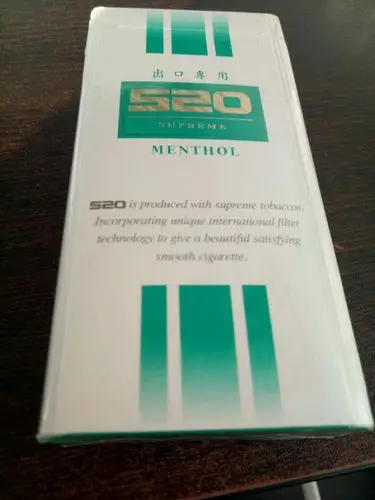 出口專用
520
SUPREME
MENTHOL
520 is produced with supreme tobaccos.
Incorporating unique international filter
technology to give a beautiful satisfying
smooth cigarette.